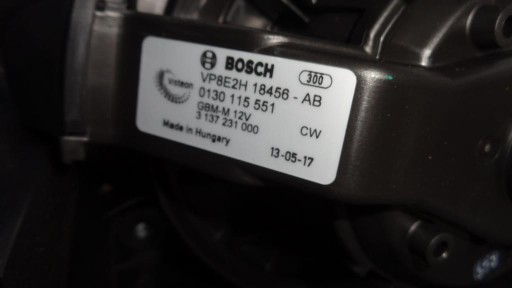 BOSCH
300
Visteon
VP8E2H 18456 - AB
0130 115 551
GBM-M 12V
CW
3 137 231 000
Made in Hungary
13-05-17